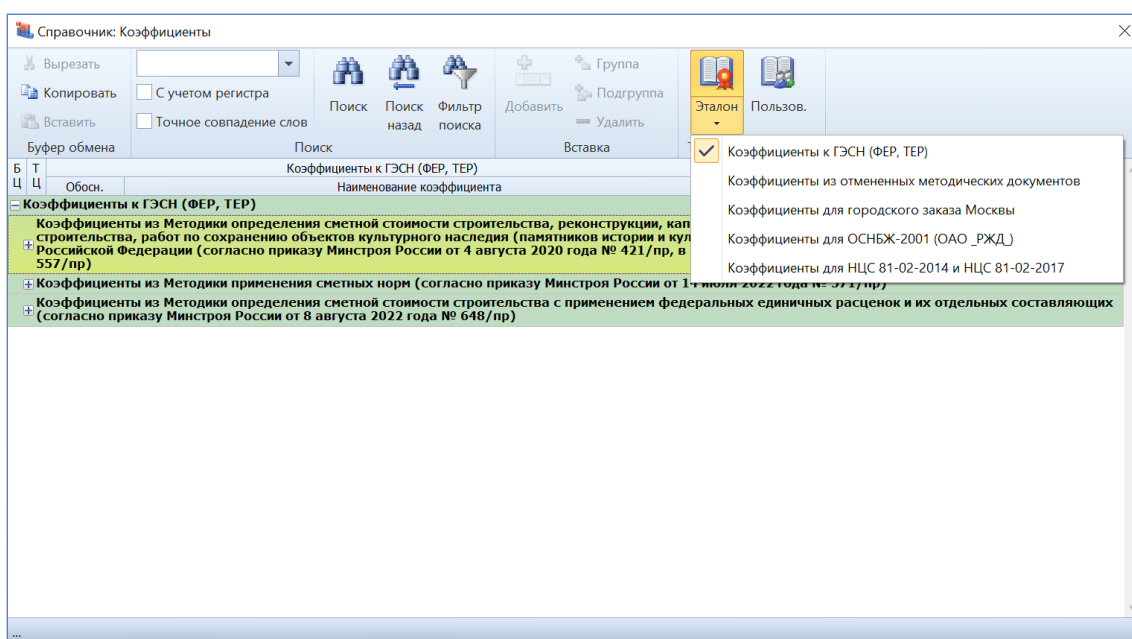 Справочник: Коэффициенты
Вырезать
Копировать
Вставить
Буфер обмена
С учетом регистра
Точное совпадение слов
Поиск
Поиск назад
Фильтр поиска
Поиск
Добавить
Группа
Подгруппа
Удалить
Вставка
Эталон
Пользов.
Коэффициенты к ГЭСН (ФЕР, ТЕР)
Коэффициенты из отмененных методических документов
Коэффициенты для городского заказа Москвы
Коэффициенты для ОСНБЖ-2001 (ОАО _РЖД_)
Коэффициенты для НЦС 81-02-2014 и НЦС 81-02-2017
Б Т
Ц Ц
Коэффициенты к ГЭСН (ФЕР, ТЕР)
Обосн.
Наименование коэффициента
Коэффициенты к ГЭСН (ФЕР, ТЕР)
Коэффициенты из Методики определения сметной стоимости строительства, реконструкции, кап
строительства, работ по сохранению объектов культурного наследия (памятников истории и кул
Российской Федерации (согласно приказу Минстроя России от 4 августа 2020 года № 421/пр, в
557/пр)
Коэффициенты из Методики применения сметных норм (согласно приказу Минстроя России от 14 июля 2022 года № 571/пр)
Коэффициенты из Методики определения сметной стоимости строительства с применением федеральных единичных расценок и их отдельных составляющих
(согласно приказу Минстроя России от 8 августа 2022 года № 648/пр)
...